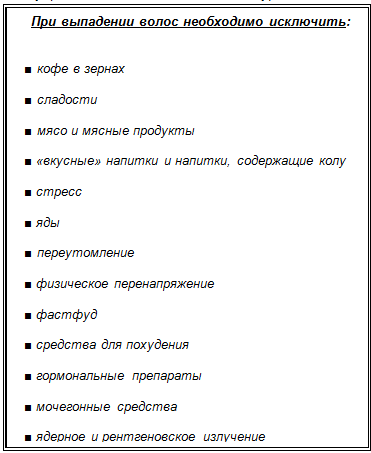 При выпадении волос необходимо исключить:
■ кофе в зернах
■ сладости
■ мясо и мясные продукты
■ «вкусные» напитки и напитки, содержащие колу
■ стресс
■ яды
■ переутомление
■ физическое перенапряжение
■ фастфуд
■ средства для похудения
■ гормональные препараты
■ мочегонные средства
■ ядерное и рентгеновское излучение